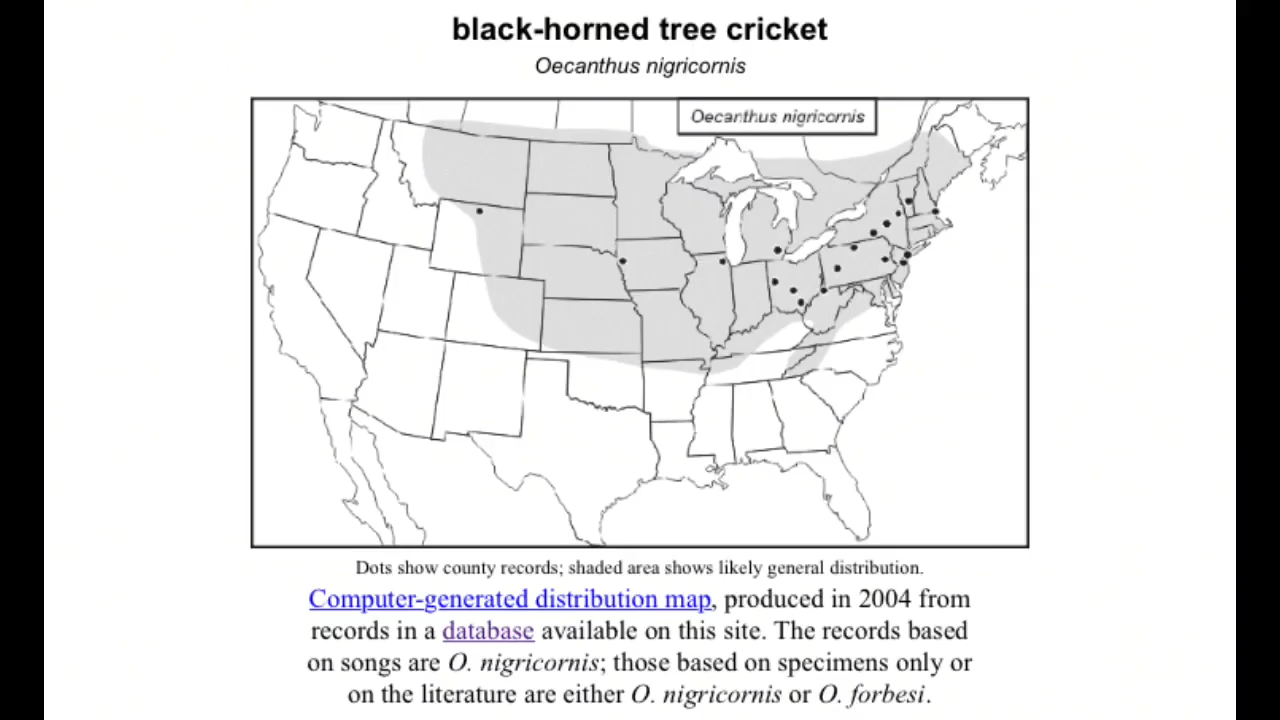 black-horned tree cricket
Oecanthus nigricornis
Oecanthus nigricornis
Dots show county records; shaded area shows likely general distribution.
Computer-generated distribution map, produced in 2004 from
records in a database available on this site. The records based
on songs are O. nigricornis; those based on specimens only or
on the literature are either O. nigricornis or O. forbesi.